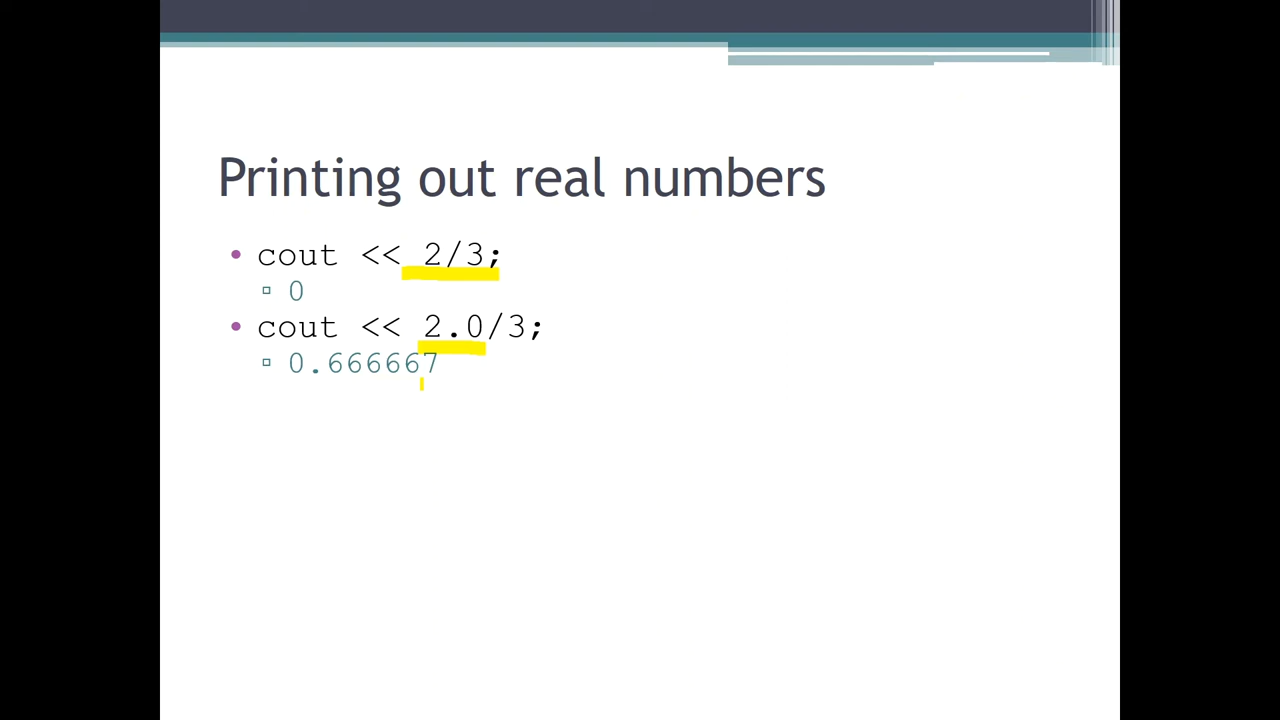 Printing out real numbers
• cout << 2/3;
▫ 0
• cout << 2.0/3;
▫ 0.666667